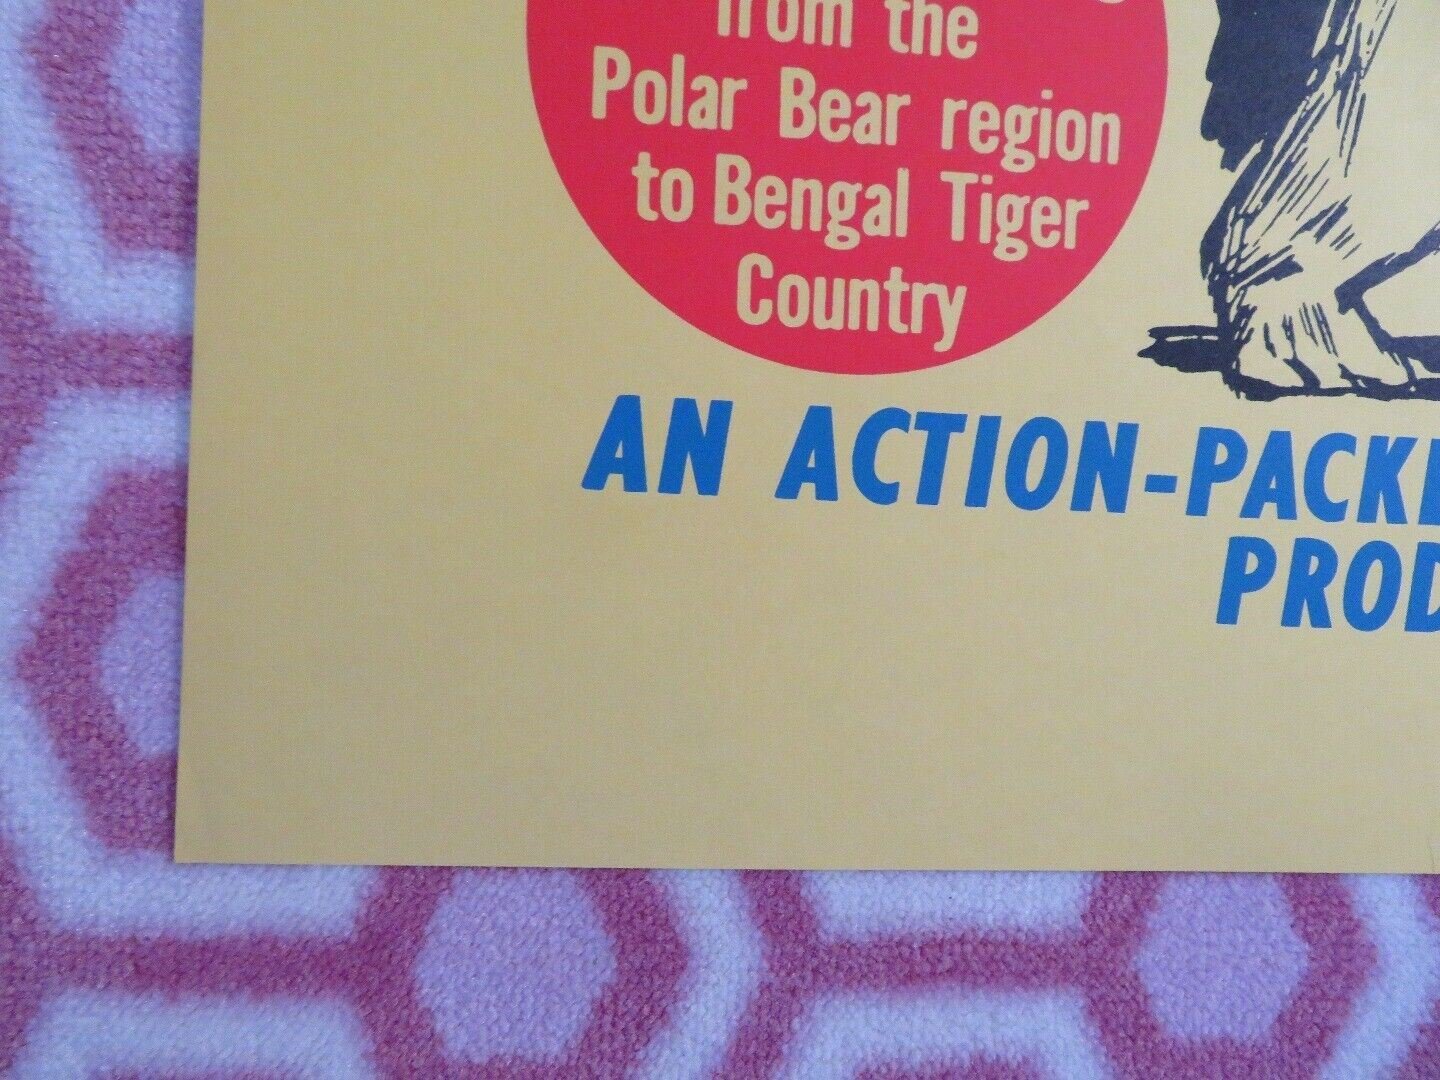 from the
Polar Bear region
to Bengal Tiger
Country
AN ACTION-PACK
PROD